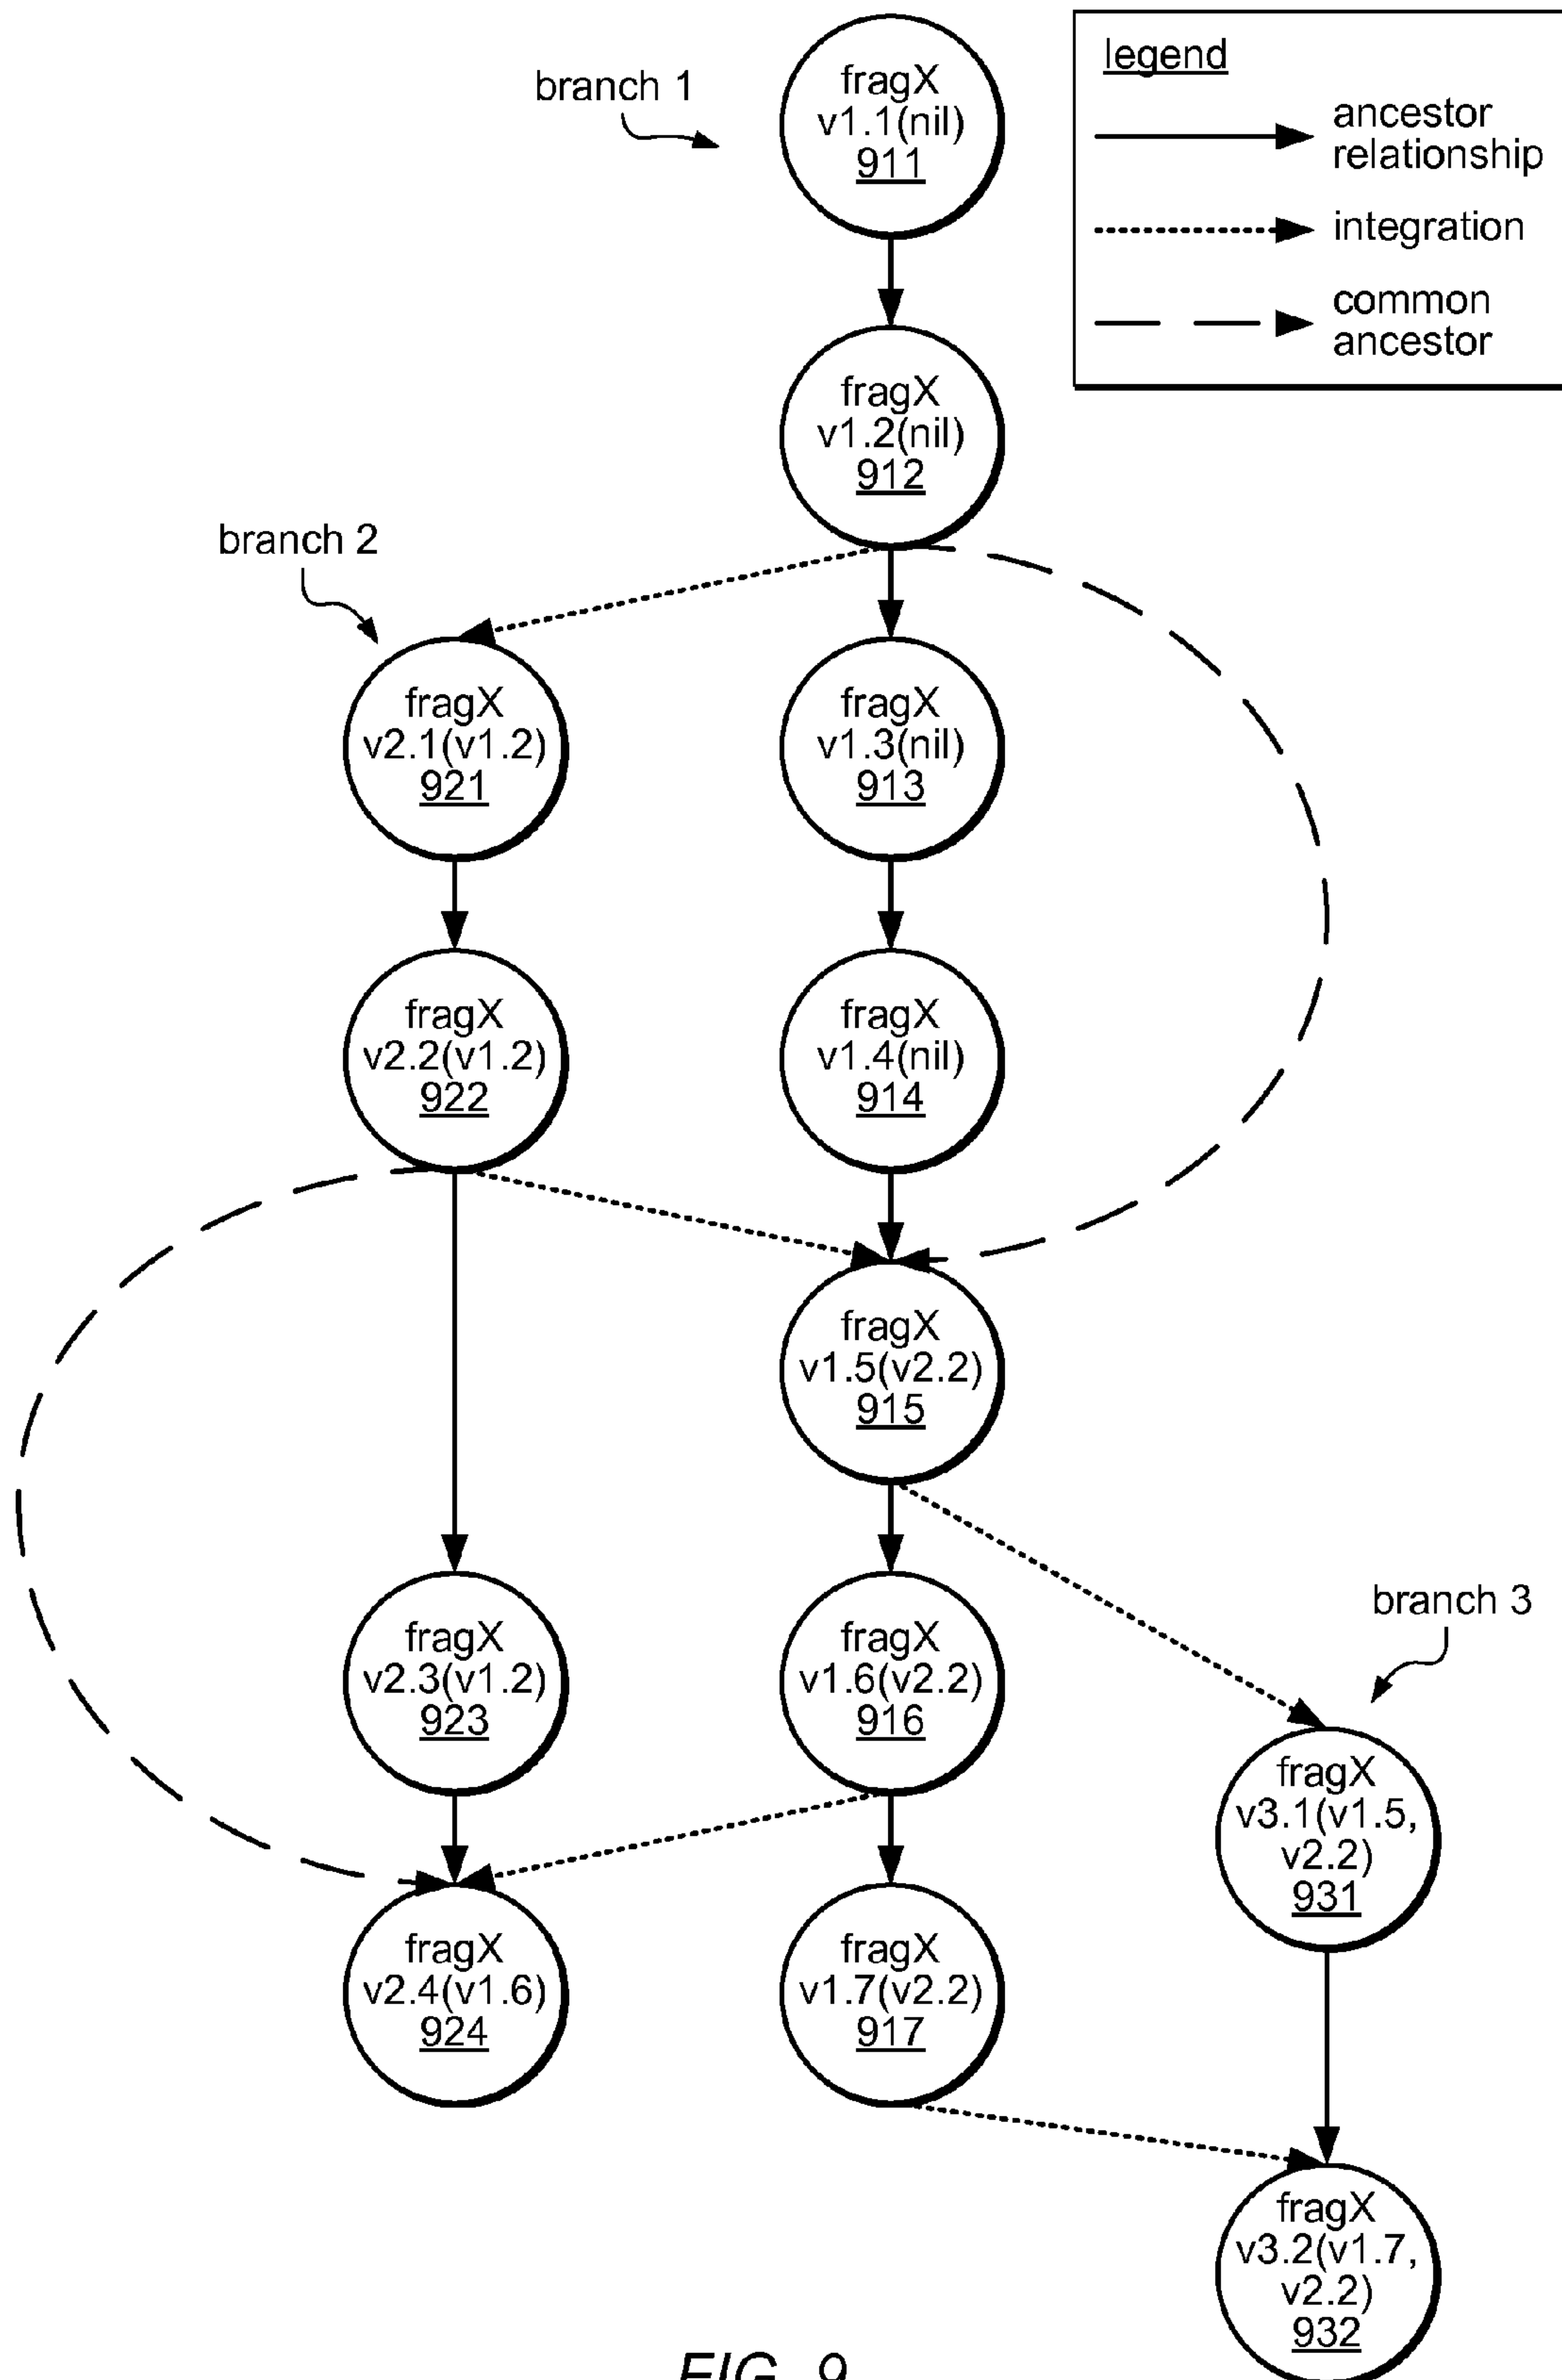 branch 1
fragX
v1.1(nil)
911
legend
ancestor
relationship
integration
common
ancestor
fragX
v1.2(nil)
912
branch 2
fragX
v2.1(v1.2)
921
fragX
v1.3(nil)
913
fragX
v2.2(v1.2)
922
fragX
v1.4(nil)
914
fragX
v1.5(v2.2)
915
branch 3
fragX
v2.3(v1.2)
923
fragX
v1.6(v2.2)
916
fragX
v3.1(v1.5,
v2.2)
931
fragX
v2.4(v1.6)
924
fragX
v1.7(v2.2)
917
fragX
v3.2(v1.7,
v2.2)
932
FIG. 9